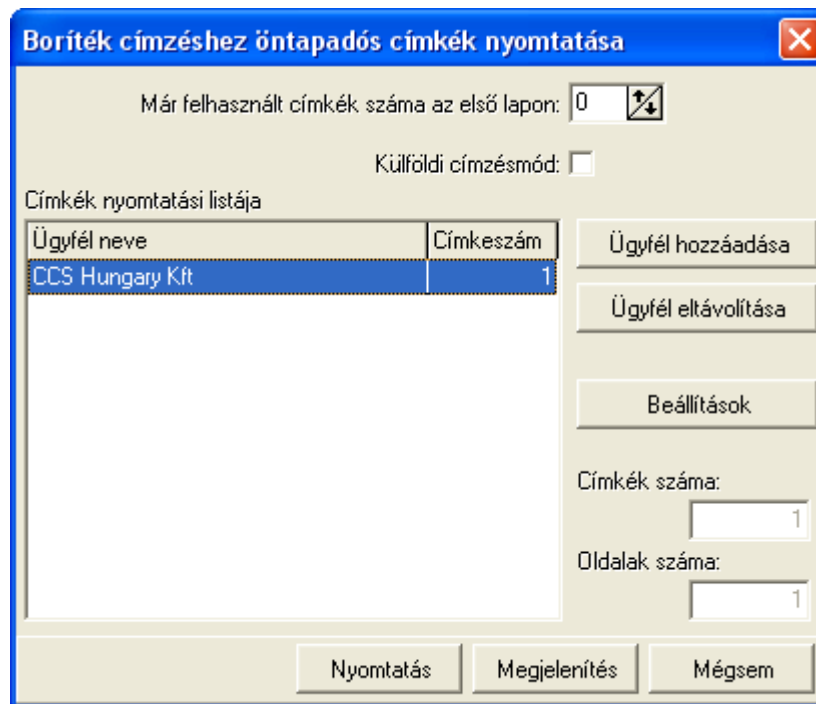 Boríték címzéshez öntapadós címkék nyomtatása
Már felhasznált címkék száma az első lapon: 0
Külföldi címzésmód:
Címkék nyomtatási listája
Ügyfél neve Címkeszám
CCS Hungary Kft 1
Ügyfél hozzáadása
Ügyfél eltávolítása
Beállítások
Címkék száma:
1
Oldalak száma:
1
Nyomtatás Megjelenítés Mégsem